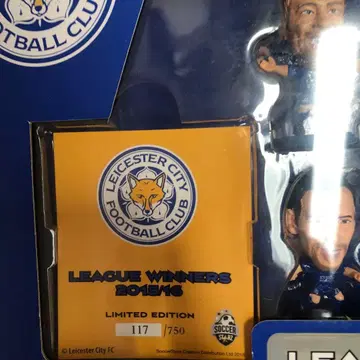 FOOTBALL CLUB
LEICESTER CITY
FOOTBALL CLUB
LEAGUE WINNERS
2015/16
LIMITED EDITION
117 /750
SOCCER
STARZ
© Leicester City FC
LEA